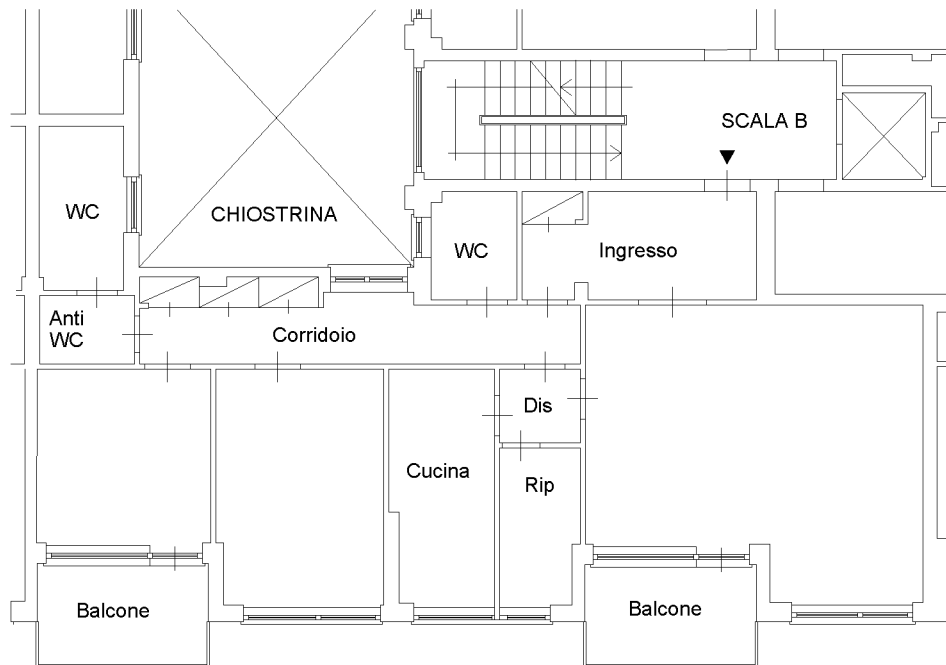 SCALA B
WC
CHIOSTRINA
WC
Ingresso
Anti
WC
Corridoio
Dis
Cucina
Rip
Balcone
Balcone